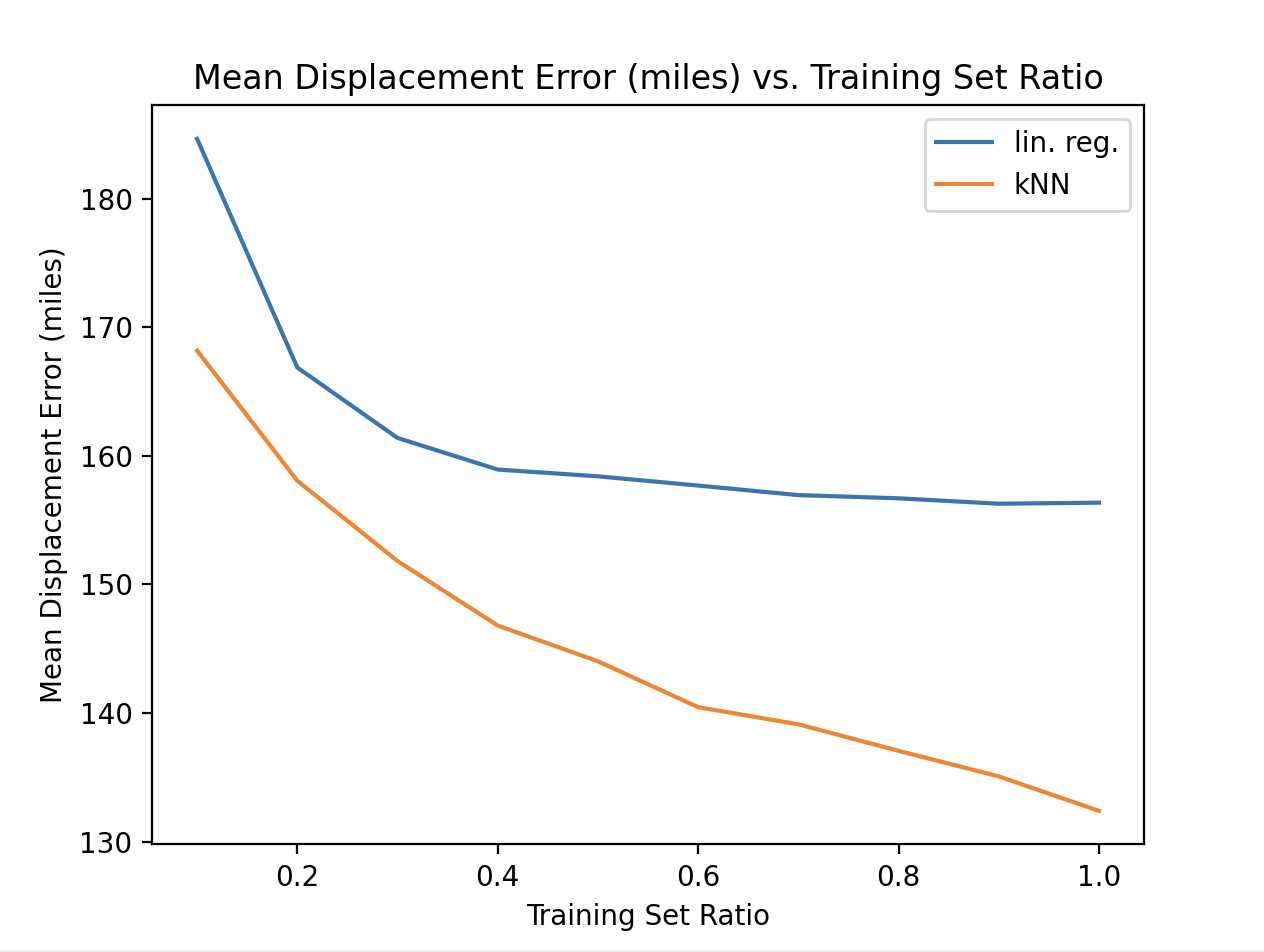 Mean Displacement Error (miles) vs. Training Set Ratio
lin. reg.
kNN
Mean Displacement Error (miles)
180
170
160
150
140
130
0.2 0.4 0.6 0.8 1.0
Training Set Ratio